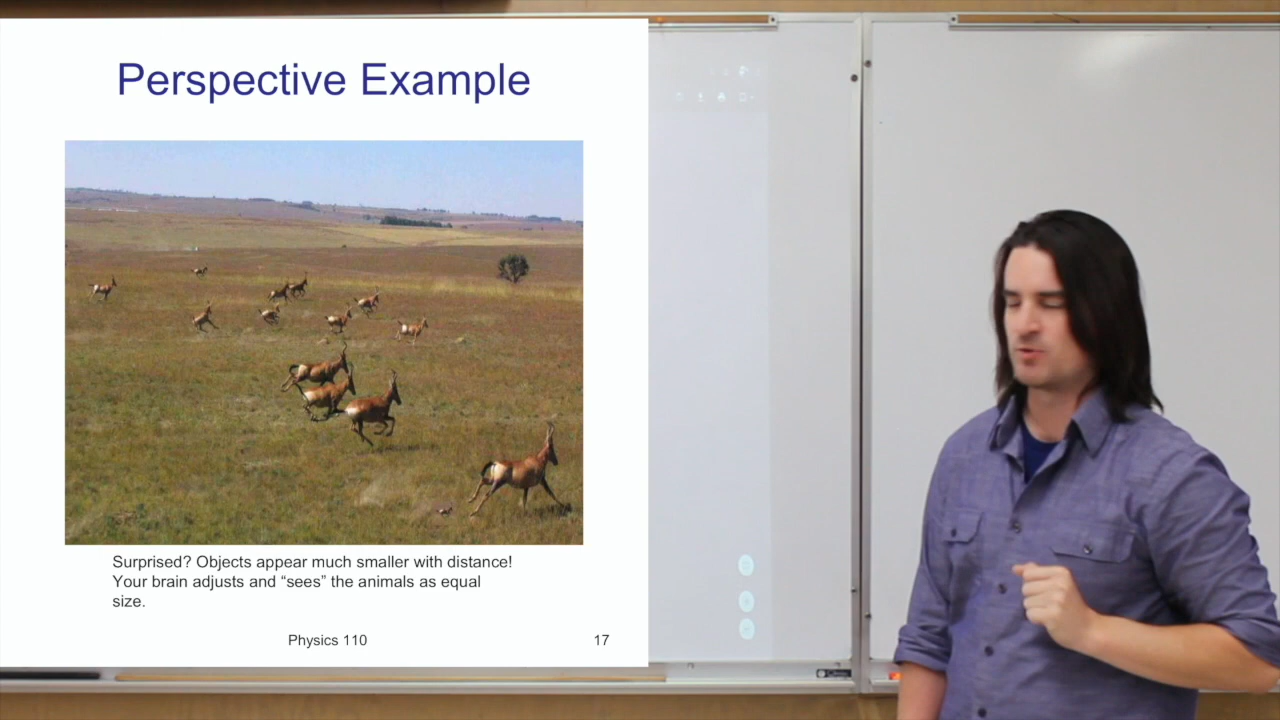 Perspective Example
Surprised? Objects appear much smaller with distance!
Your brain adjusts and “sees” the animals as equal
size.
Physics 110
17